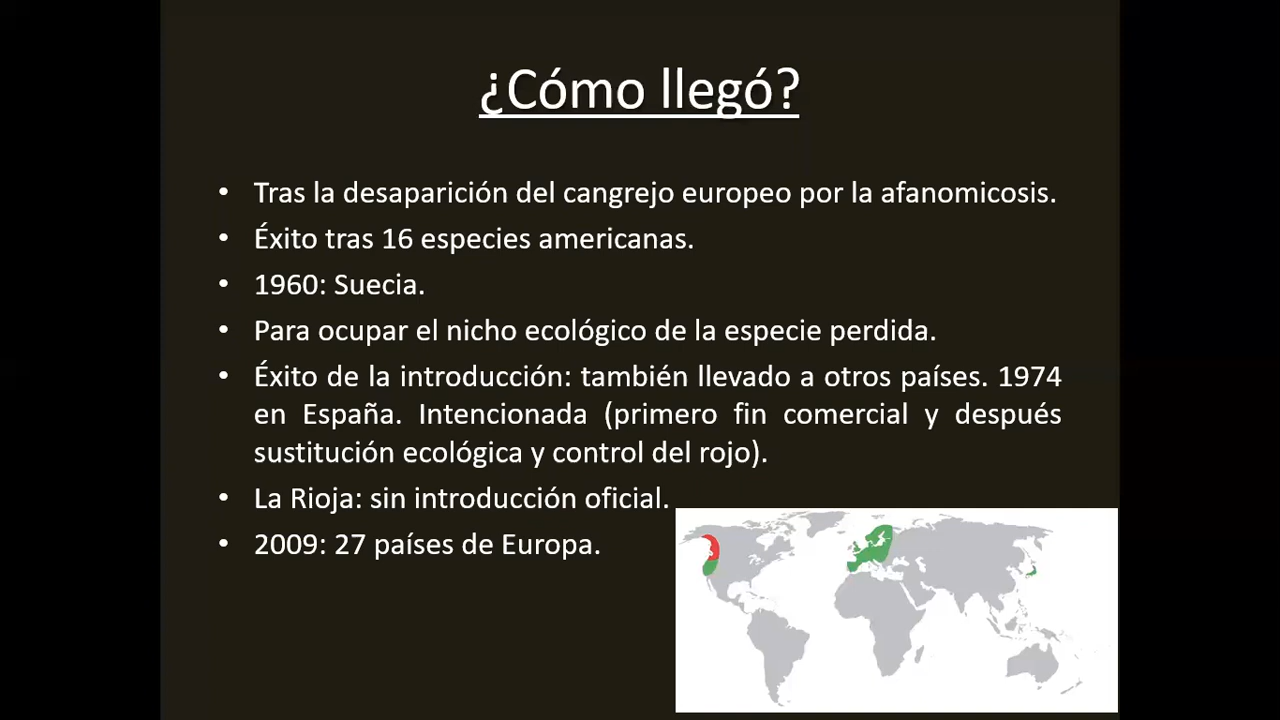 ¿Cómo llegó?
• Tras la desaparición del cangrejo europeo por la afanomicosis.
• Éxito tras 16 especies americanas.
• 1960: Suecia.
• Para ocupar el nicho ecológico de la especie perdida.
• Éxito de la introducción: también llevado a otros países. 1974
en España. Intencionada (primero fin comercial y después
sustitución ecológica y control del rojo).
• La Rioja: sin introducción oficial.
• 2009: 27 países de Europa.